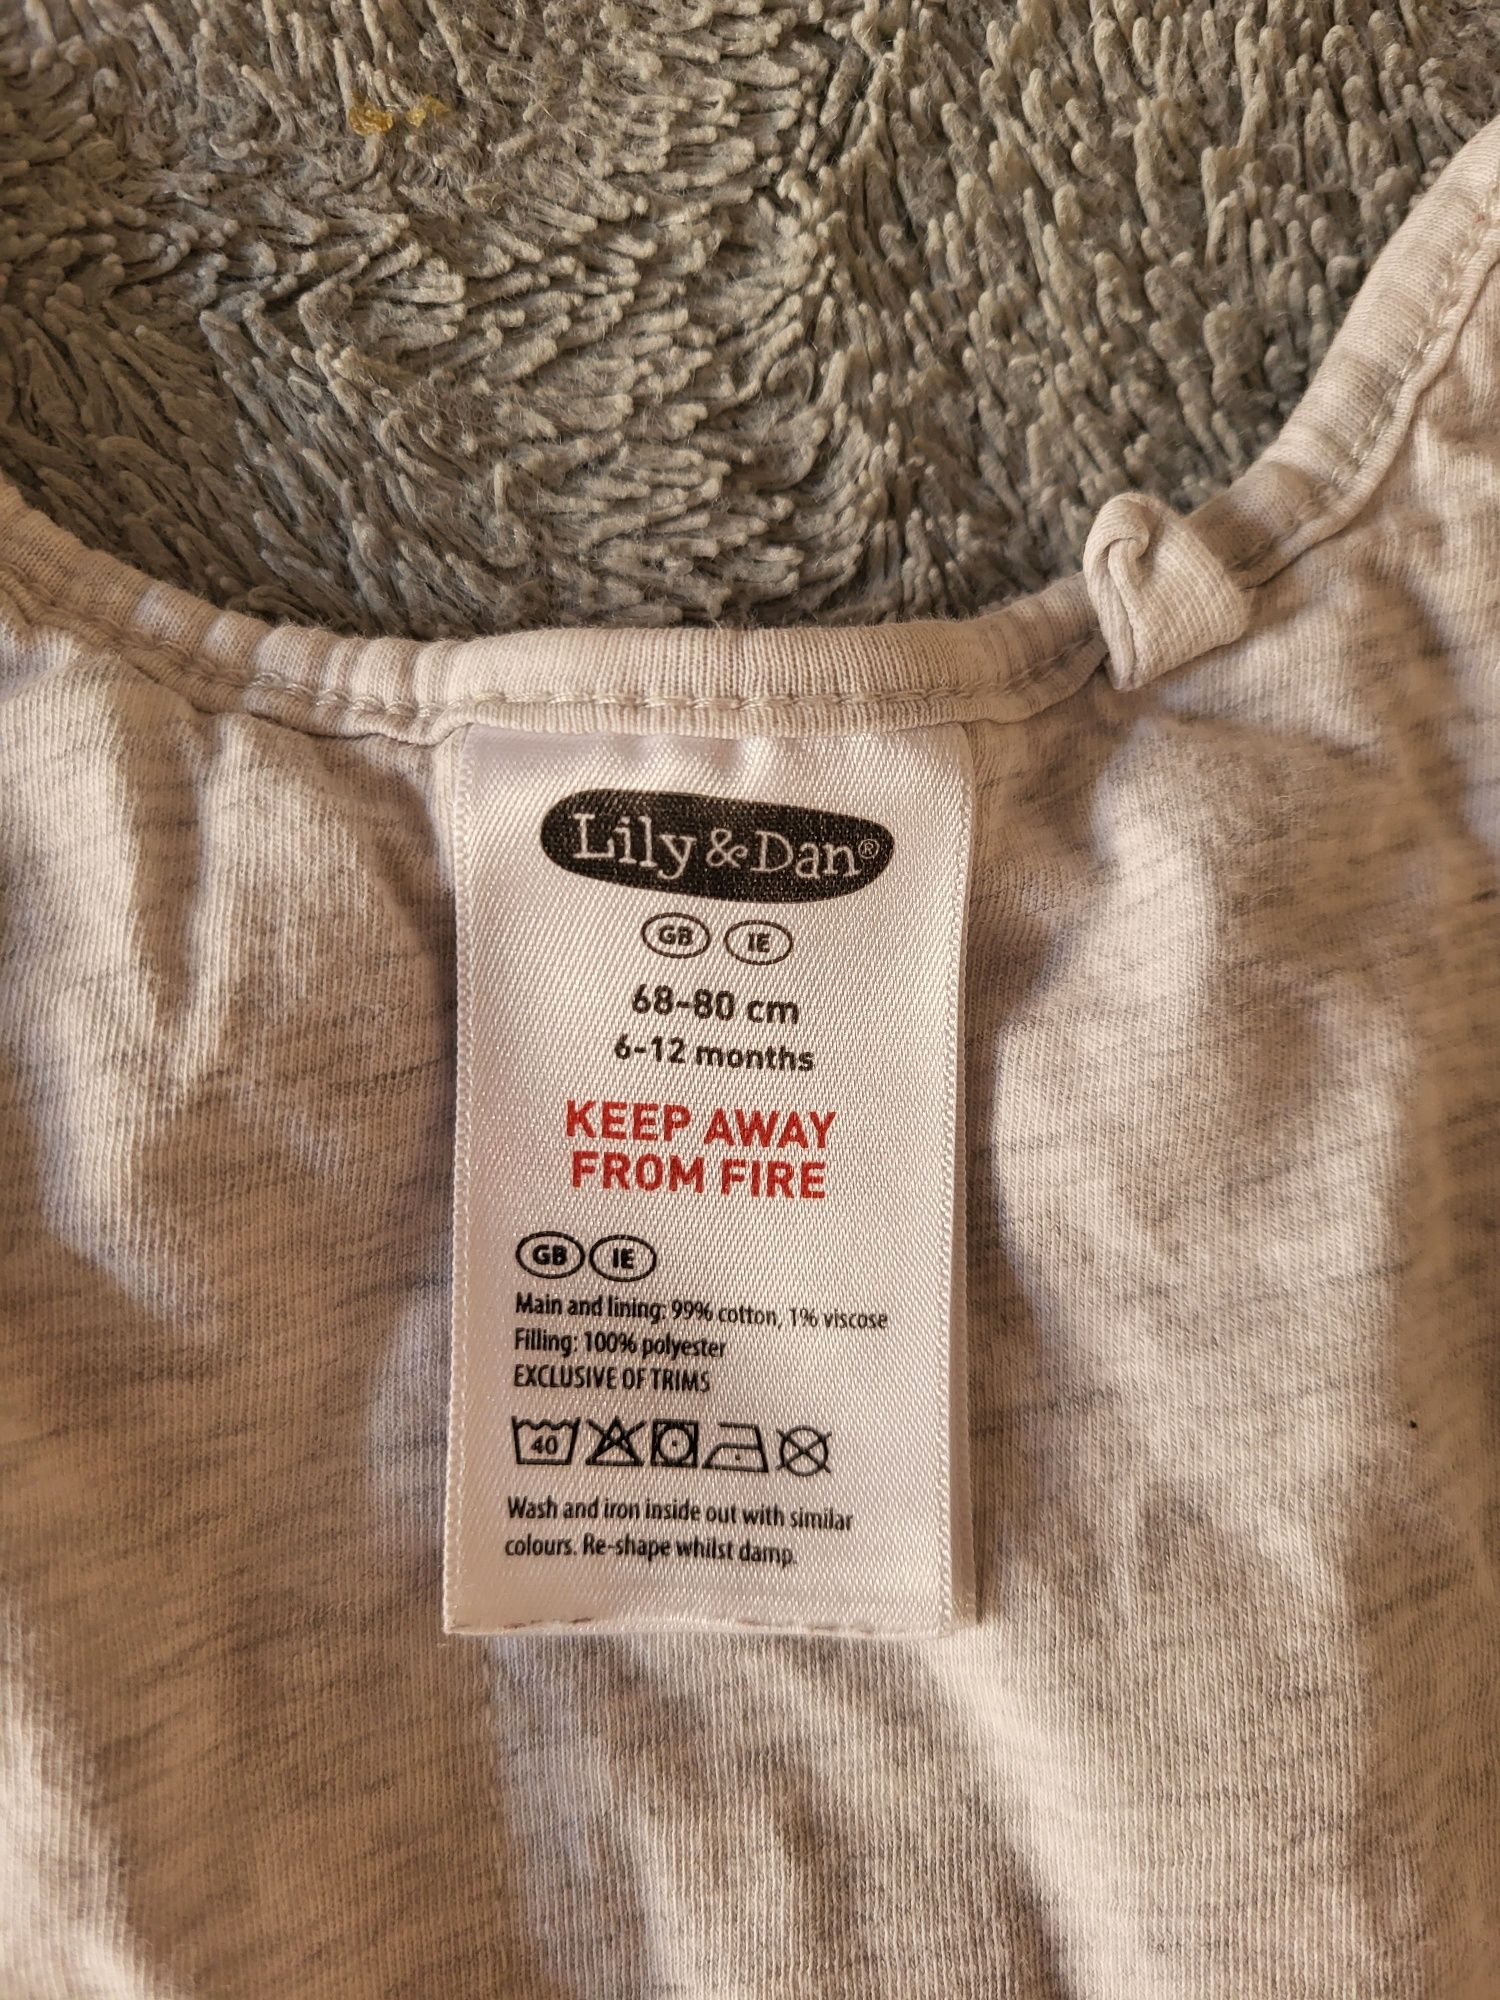 Lily & Dan®
GB IE
68-80 cm
6-12 months
KEEP AWAY
FROM FIRE
GB IE
Main and lining: 99% cotton, 1% viscose
Filling: 100% polyester
EXCLUSIVE OF TRIMS
40
Wash and iron inside out with similar
colours. Re-shape whilst damp.